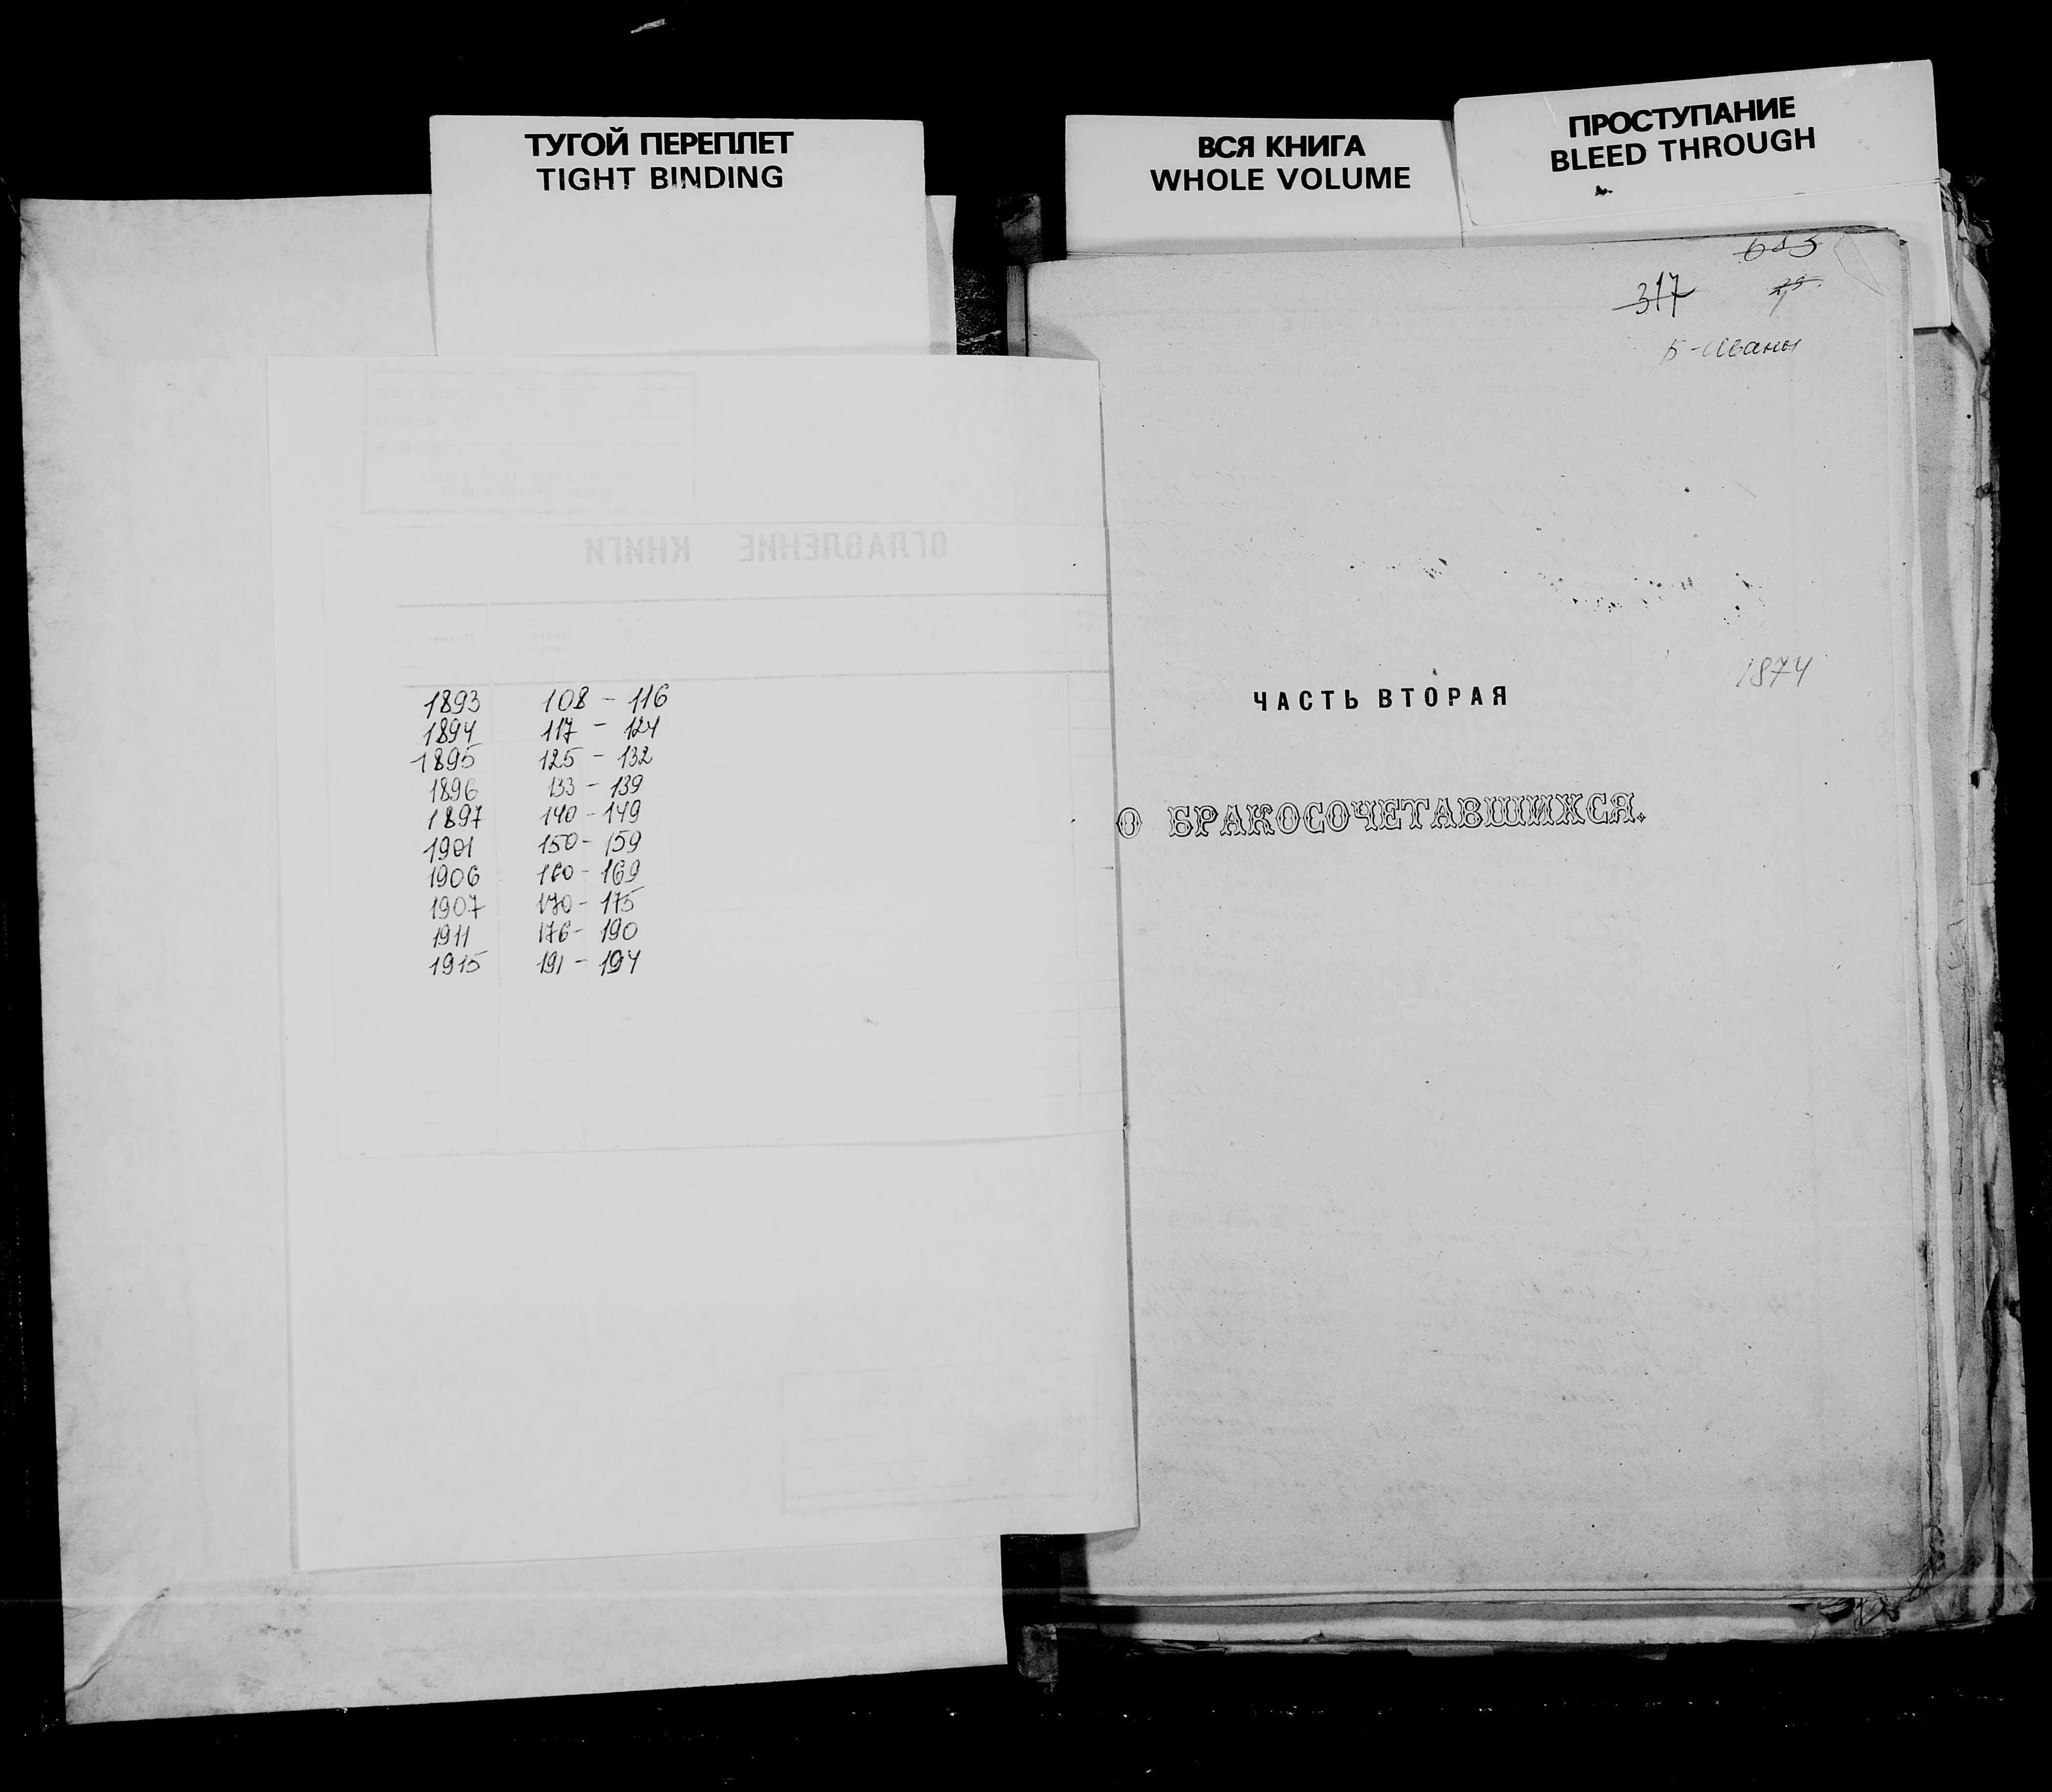 ТУГОЙ ПЕРЕПЛЕТ
TIGHT BINDING
ВСЯ КНИГА
WHOLE VOLUME
ПРОСТУПАНИЕ
BLEED THROUGH
ОГЛАВЛЕНИЕ КНИГИ
1893 108 - 116
1894 117 - 124
1895 125 - 132
1896 133 - 139
1897 140 - 149
1901 150 - 159
1906 160 - 169
1907 170 - 175
1911 176 - 190
1915 191 - 194
317
Б-Иваны
1874
ЧАСТЬ ВТОРАЯ
О БРАКОСОЧЕТАВШИХСЯ.